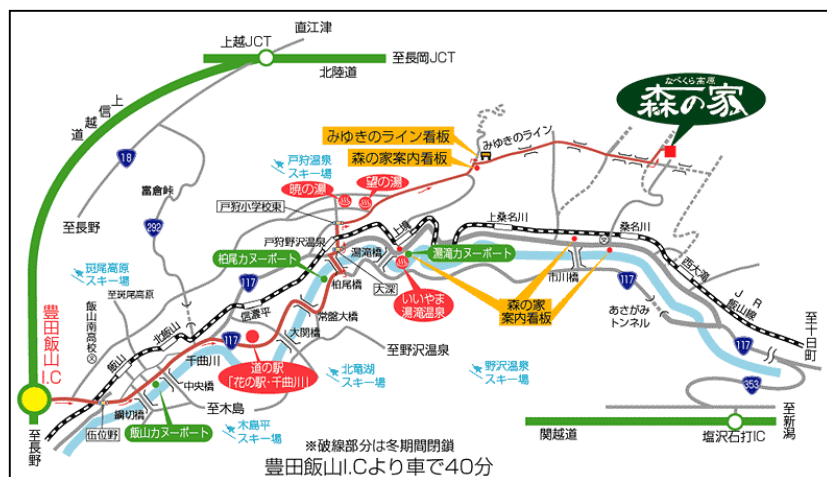 直江津
上越JCT
北陸道
至長岡JCT
上信越道
なべくら高原
森の家
みゆきのライン看板
森の家案内看板
みゆきのライン
18
戸狩温泉
スキー場
暁の湯
望の湯
富倉峠
戸狩小学校東
至長野
292
上境
上桑名川
桑名川
戸狩野沢温泉
湯滝橋
湯滝カヌーポート
柏尾カヌーポート
西大滝
JR飯山線
斑尾高原
スキー場
117
柏尾橋
大深
市川橋
117
至斑尾高原
信濃平
常盤大橋
いいやま
湯滝温泉
森の家
案内看板
あさがみ
トンネル
至十日町
飯山南高校
北飯山
大関橋
117
豊田飯山
I.C
飯山
117
道の駅
「花の駅・千曲川」
至野沢温泉
北竜湖
スキー場
野沢温泉
スキー場
353
千曲川
中央橋
綱切橋
至木島
伍位野
飯山カヌーポート
木島平
スキー場
至長野
関越道
塩沢石打IC
至新潟
※破線部分は冬期間閉鎖
豊田飯山I.Cより車で40分